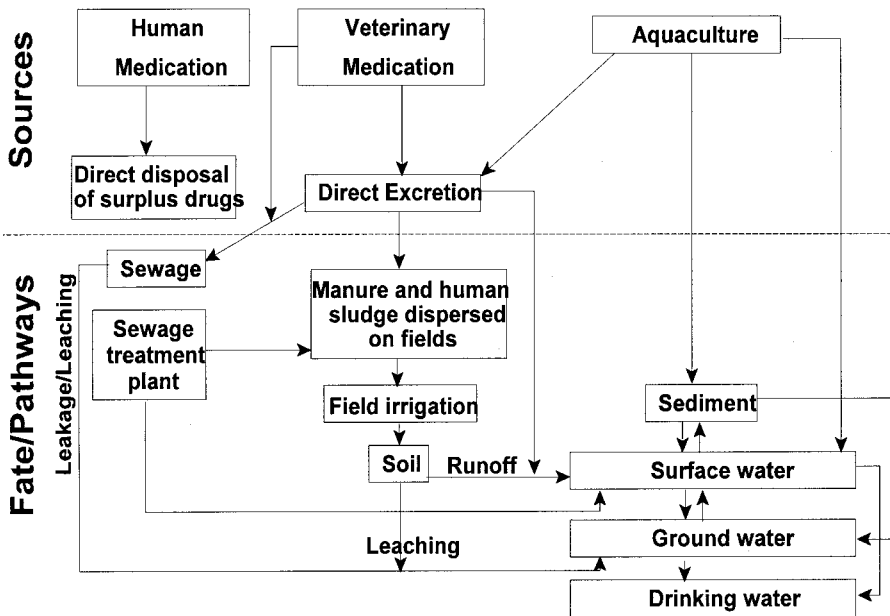 Sources
Human
Medication
Veterinary
Medication
Aquaculture
Direct disposal
of surplus drugs
Direct Excretion
Fate/Pathways
Leakage/Leaching
Sewage
Manure and human
sludge dispersed
on fields
Sewage
treatment
plant
Field irrigation
Sediment
Soil
Runoff
Surface water
Leaching
Ground water
Drinking water